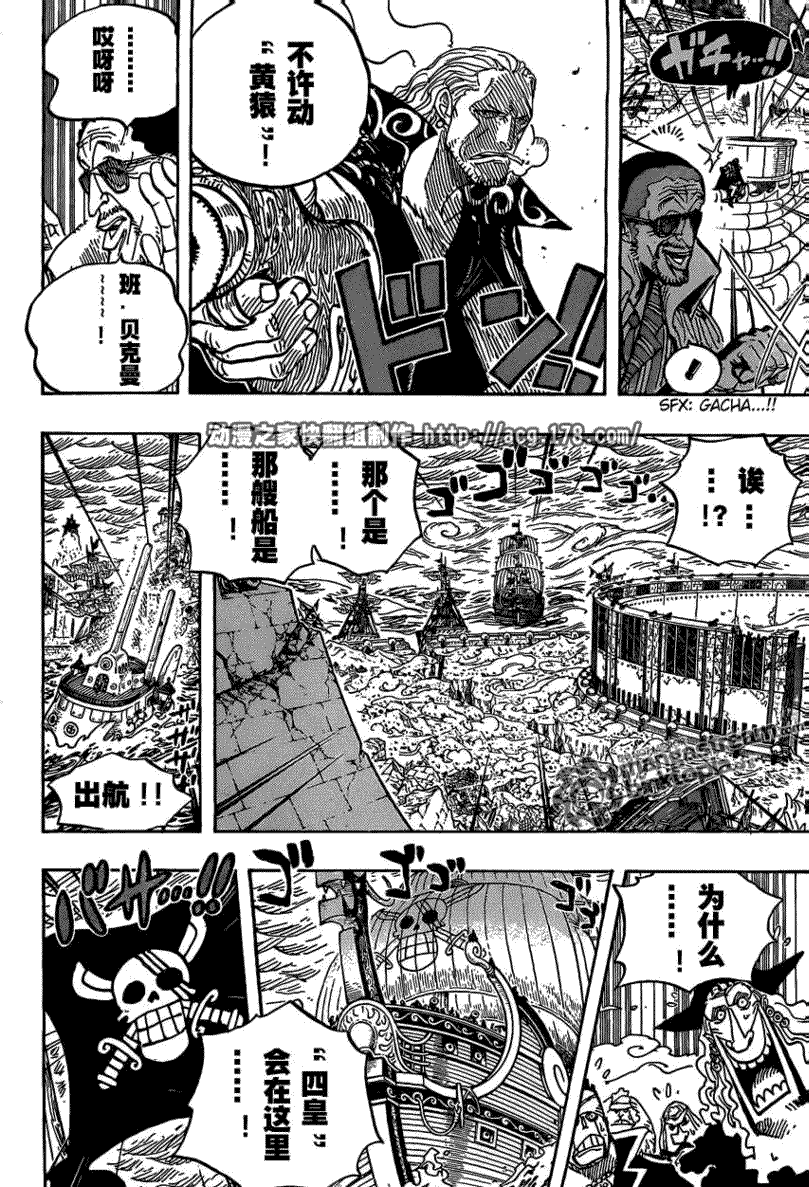 ガチャ…!!
!
SFX: GACHA...!!
不许动
“黄猿”!
ドン!!
………
哎呀呀
班．贝克曼
~~~~!
动漫之家快翻组制作 http://acg.178.com/
诶……
……!?
ゴゴゴゴゴ
那个是
……!
那艘船是
……!
出航!!
为什么
……!
ゴゴゴ
“四皇”
会在这里
……!
バサ…!!